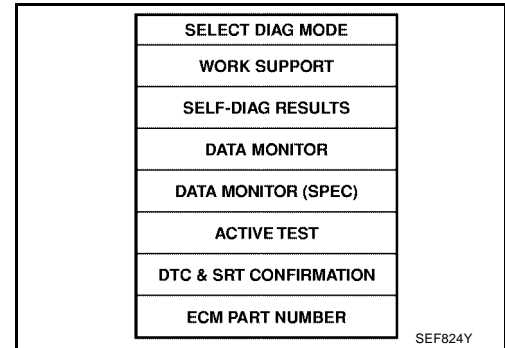 SELECT DIAG MODE
WORK SUPPORT
SELF-DIAG RESULTS
DATA MONITOR
DATA MONITOR (SPEC)
ACTIVE TEST
DTC & SRT CONFIRMATION
ECM PART NUMBER
SEF824Y